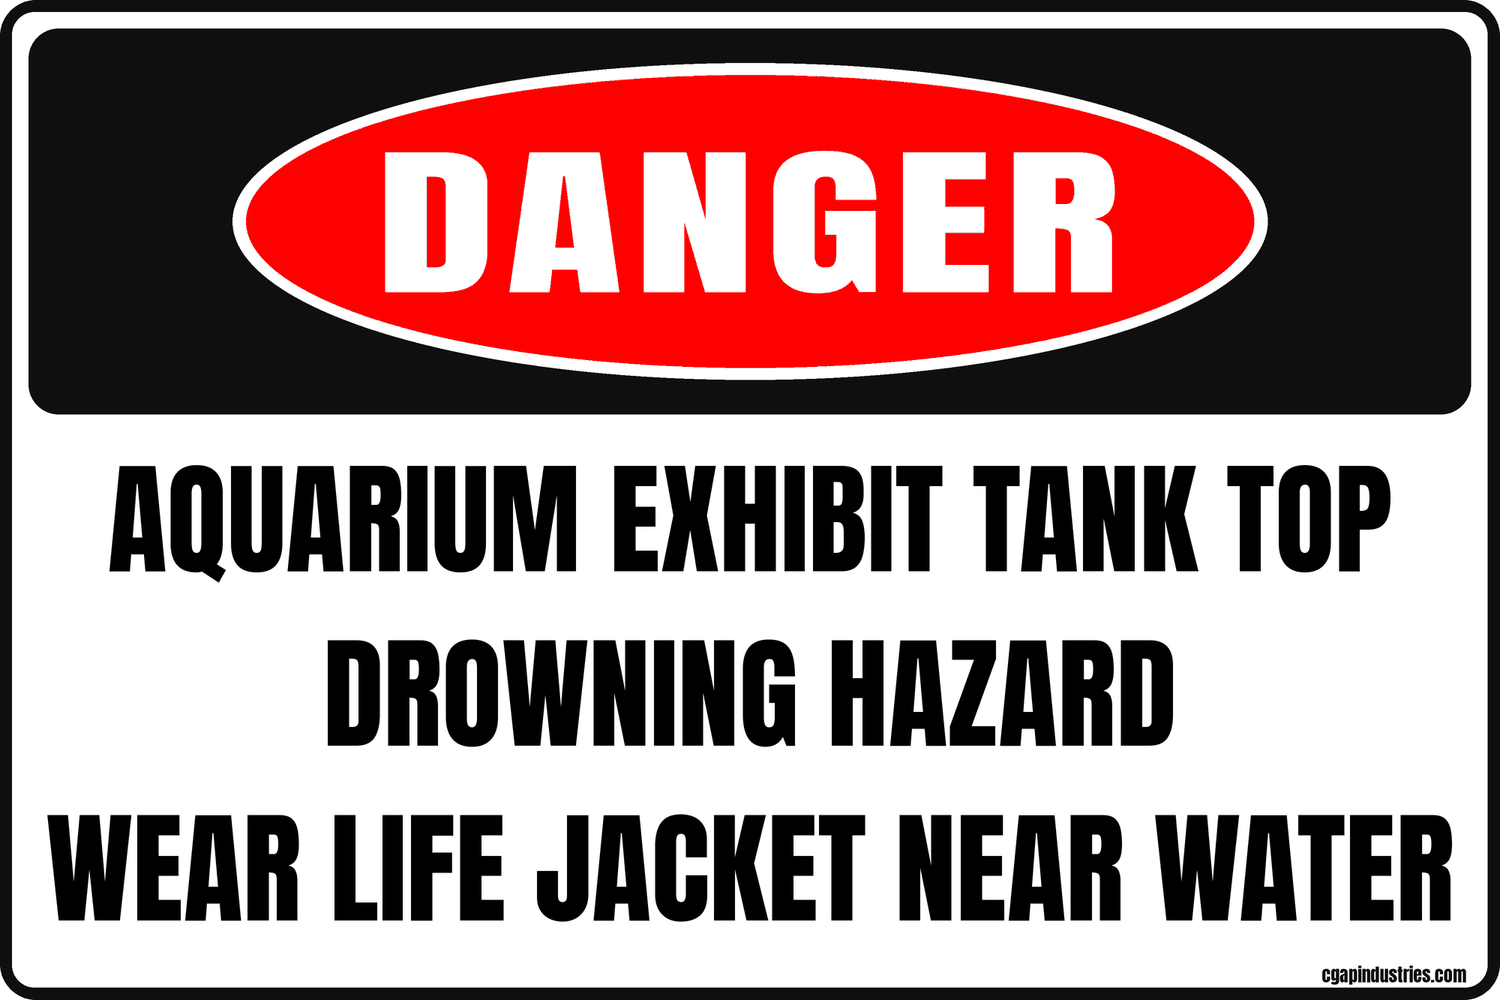 DANGER
AQUARIUM EXHIBIT TANK TOP
DROWNING HAZARD
WEAR LIFE JACKET NEAR WATER
cgapindustries.com